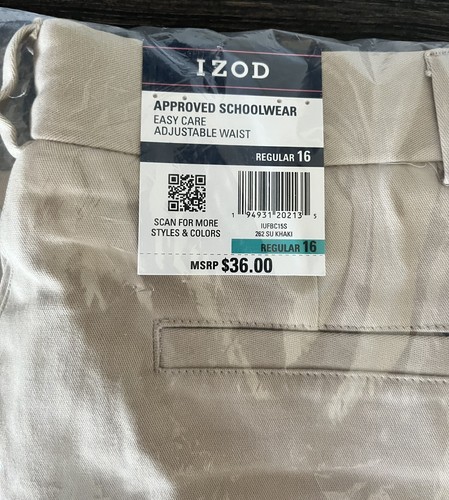 IZOD
APPROVED SCHOOLWEAR
EASY CARE
ADJUSTABLE WAIST
REGULAR 16
SCAN FOR MORE
STYLES & COLORS
1 94931 20213 5
IUFBC15S
262 SU KHAKI
REGULAR 16
MSRP $36.00